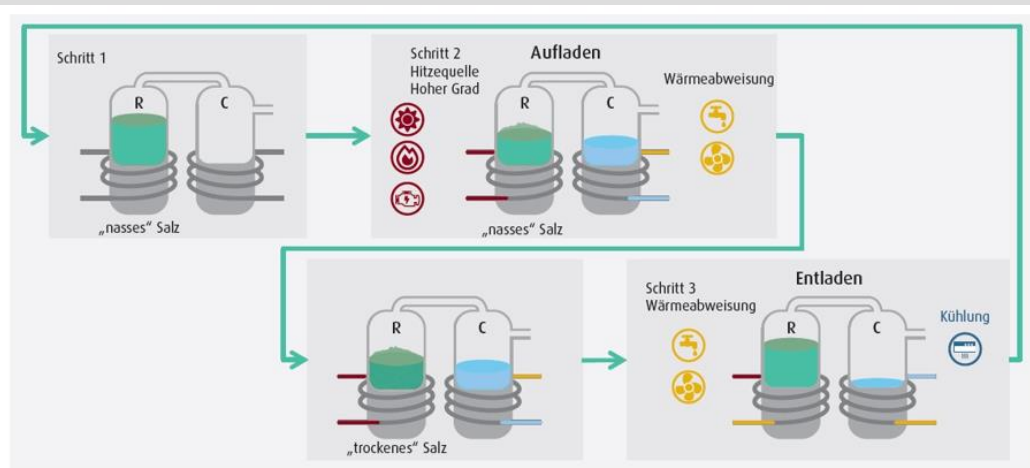 Schritt 1
R
C
„nasses“ Salz
Schritt 2
Hitzequelle
Hoher Grad
Aufladen
R
C
Wärmeabweisung
„nasses“ Salz
R
C
„trockenes“ Salz
Entladen
Schritt 3
Wärmeabweisung
R
C
Kühlung